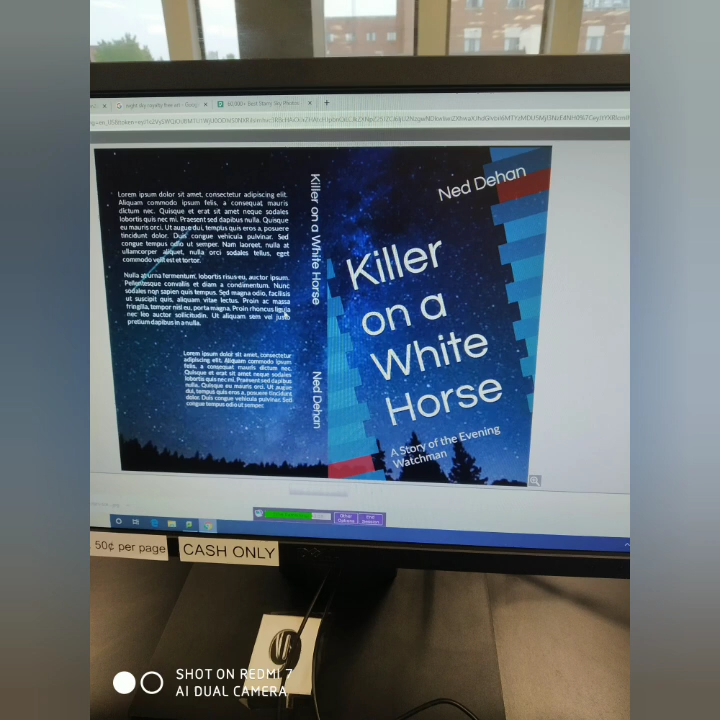 night sky royalty free art - Goog
Lorem ipsum dolor sit amet, consectetur adipiscing elit.
Aliquam commodo ipsum felis, a consequat mauris
dictum nec. Quisque et erat sit amet neque sodales
lobortis quis nec mi. Praesent sed dapibus nulla. Quisque
eu mauris orci. Ut augue dui, tempus quis eros a, posuere
tincidunt dolor. Duis congue vehicula pulvinar. Sed
congue tempus odio ut semper. Nam laoreet, nulla at
ullamcorper aliquet, nulla orci sodales tellus, eget
commodo velit est et tortor.
Nulla at urna fermentum, lobortis risus eu, auctor ipsum.
Pellentesque convallis et diam a condimentum. Nunc
sodales non sapien quis tempus. Sed magna odio, facilisis
ut suscipit quis, aliquam vitae lectus. Proin ac massa
fringilla, tempor nisl eu, porta magna. Proin rhoncus ligula
nec leo auctor sollicitudin. Ut aliquam sem vel justo
pretium dapibus in a nulla.
Lorem ipsum dolor sit amet, consectetur
adipiscing elit. Aliquam commodo ipsum
felis, a consequat mauris dictum nec.
Quisque et erat sit amet neque sodales
lobortis quis nec mi. Praesent sed dapibus
nulla. Quisque eu mauris orci. Ut augue
dui, tempus quis eros a, posuere tincidunt
dolor. Duis congue vehicula pulvinar. Sed
congue tempus odio ut semper.
Killer on a White Horse
Ned Dehan
Ned Dehan
Killer
on a
White
Horse
A Story of the Evening
Watchman
50¢ per page
CASH ONLY
hp
SHOT ON REDMI 7
AI DUAL CAMERA